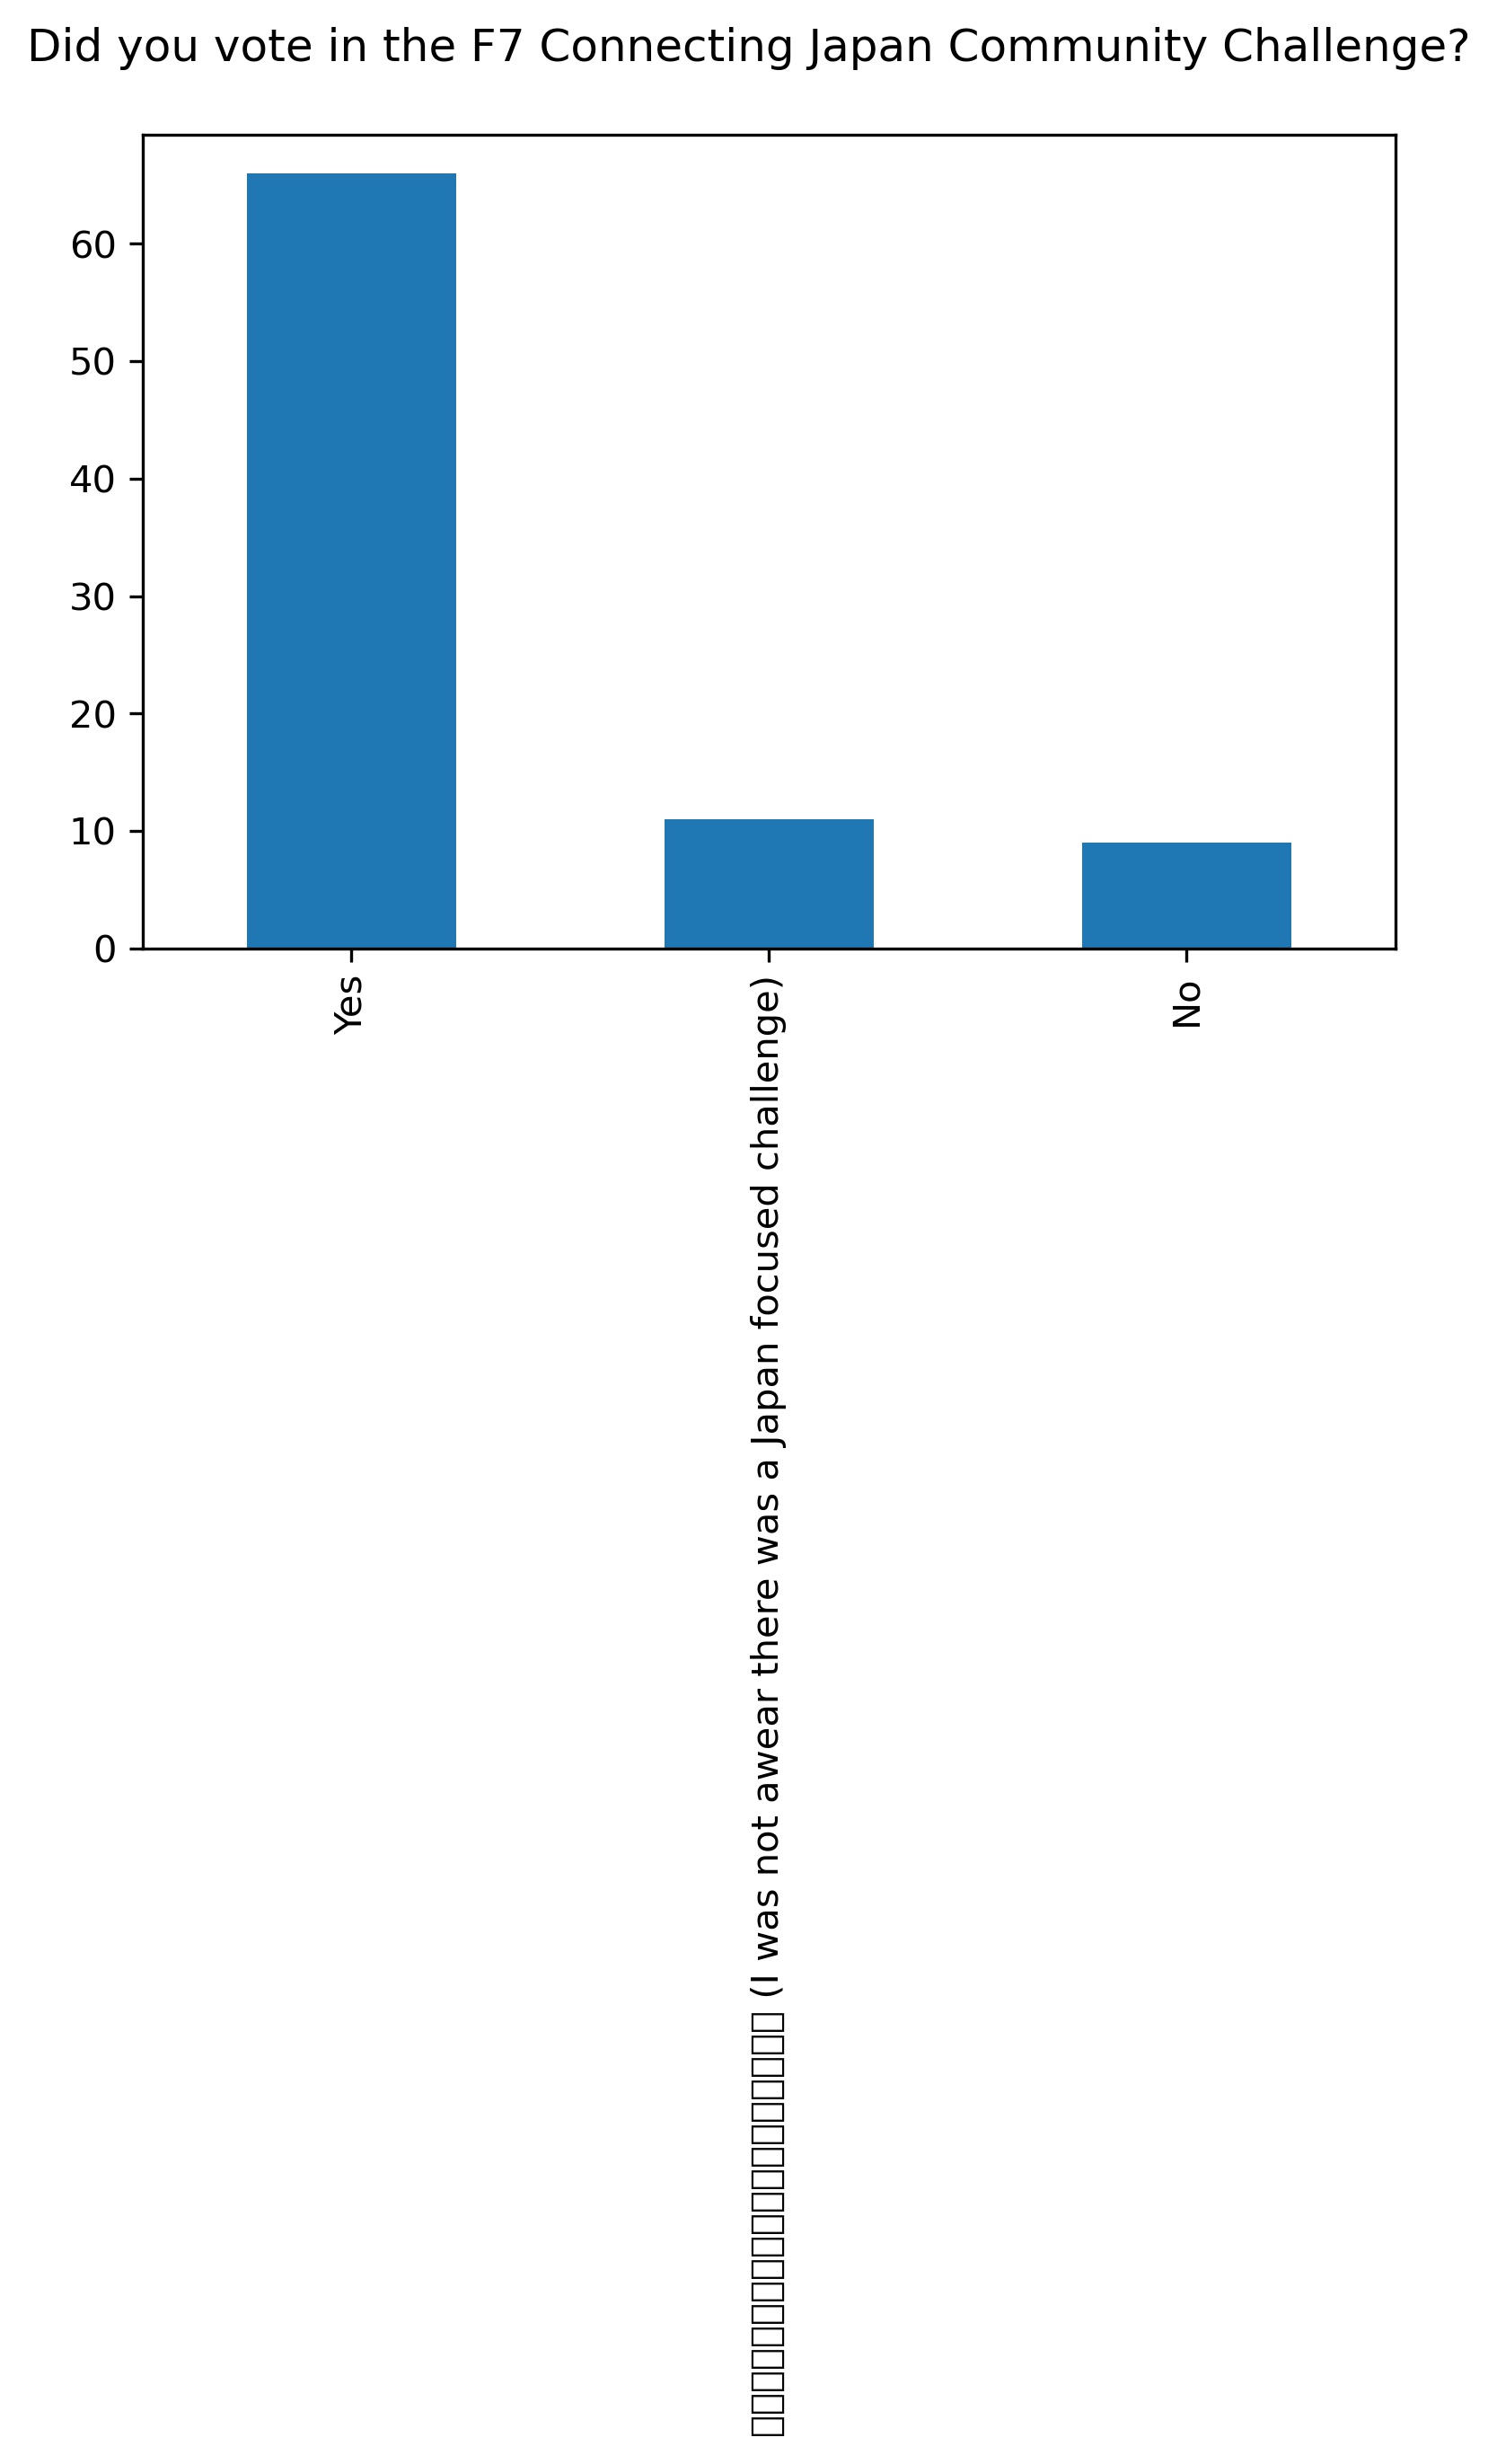 Did you vote in the F7 Connecting Japan Community Challenge?
60
50
40
30
20
10
0
Yes
(I was not awear there was a Japan focused challenge)
No